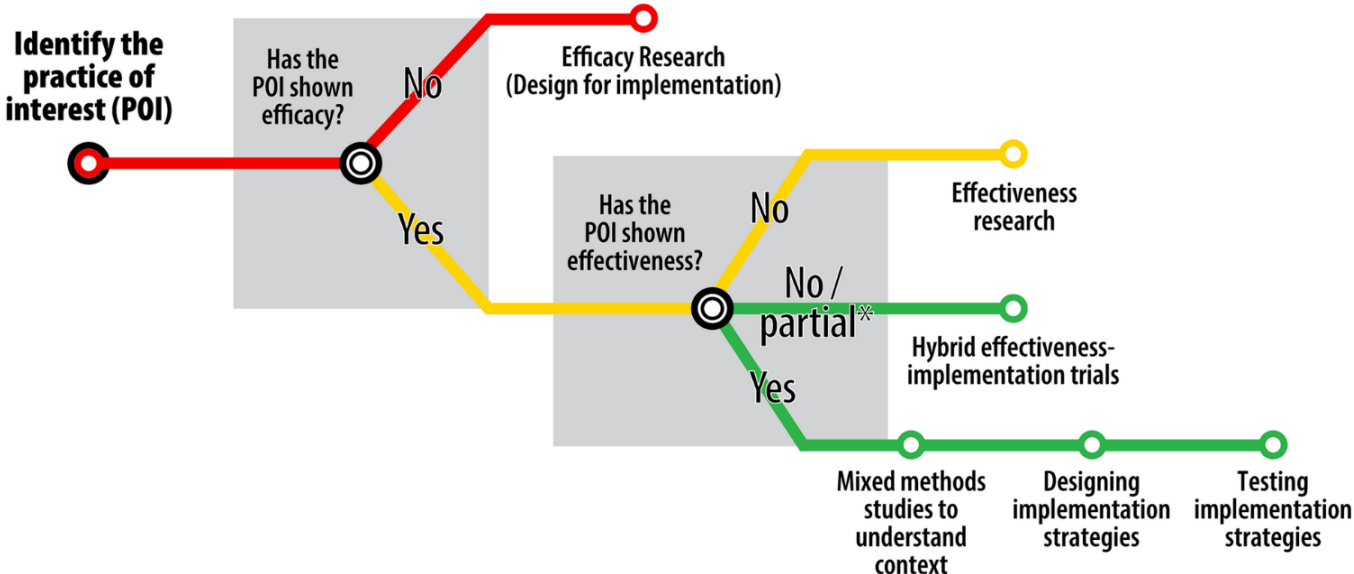 Identify the
practice of
interest (POI)
Has the
POI shown
efficacy?
No
Yes
Efficacy Research
(Design for implementation)
Has the
POI shown
effectiveness?
No
No /
partial*
Yes
Effectiveness
research
Hybrid effectiveness-
implementation trials
Mixed methods
studies to
understand
context
Designing
implementation
strategies
Testing
implementation
strategies